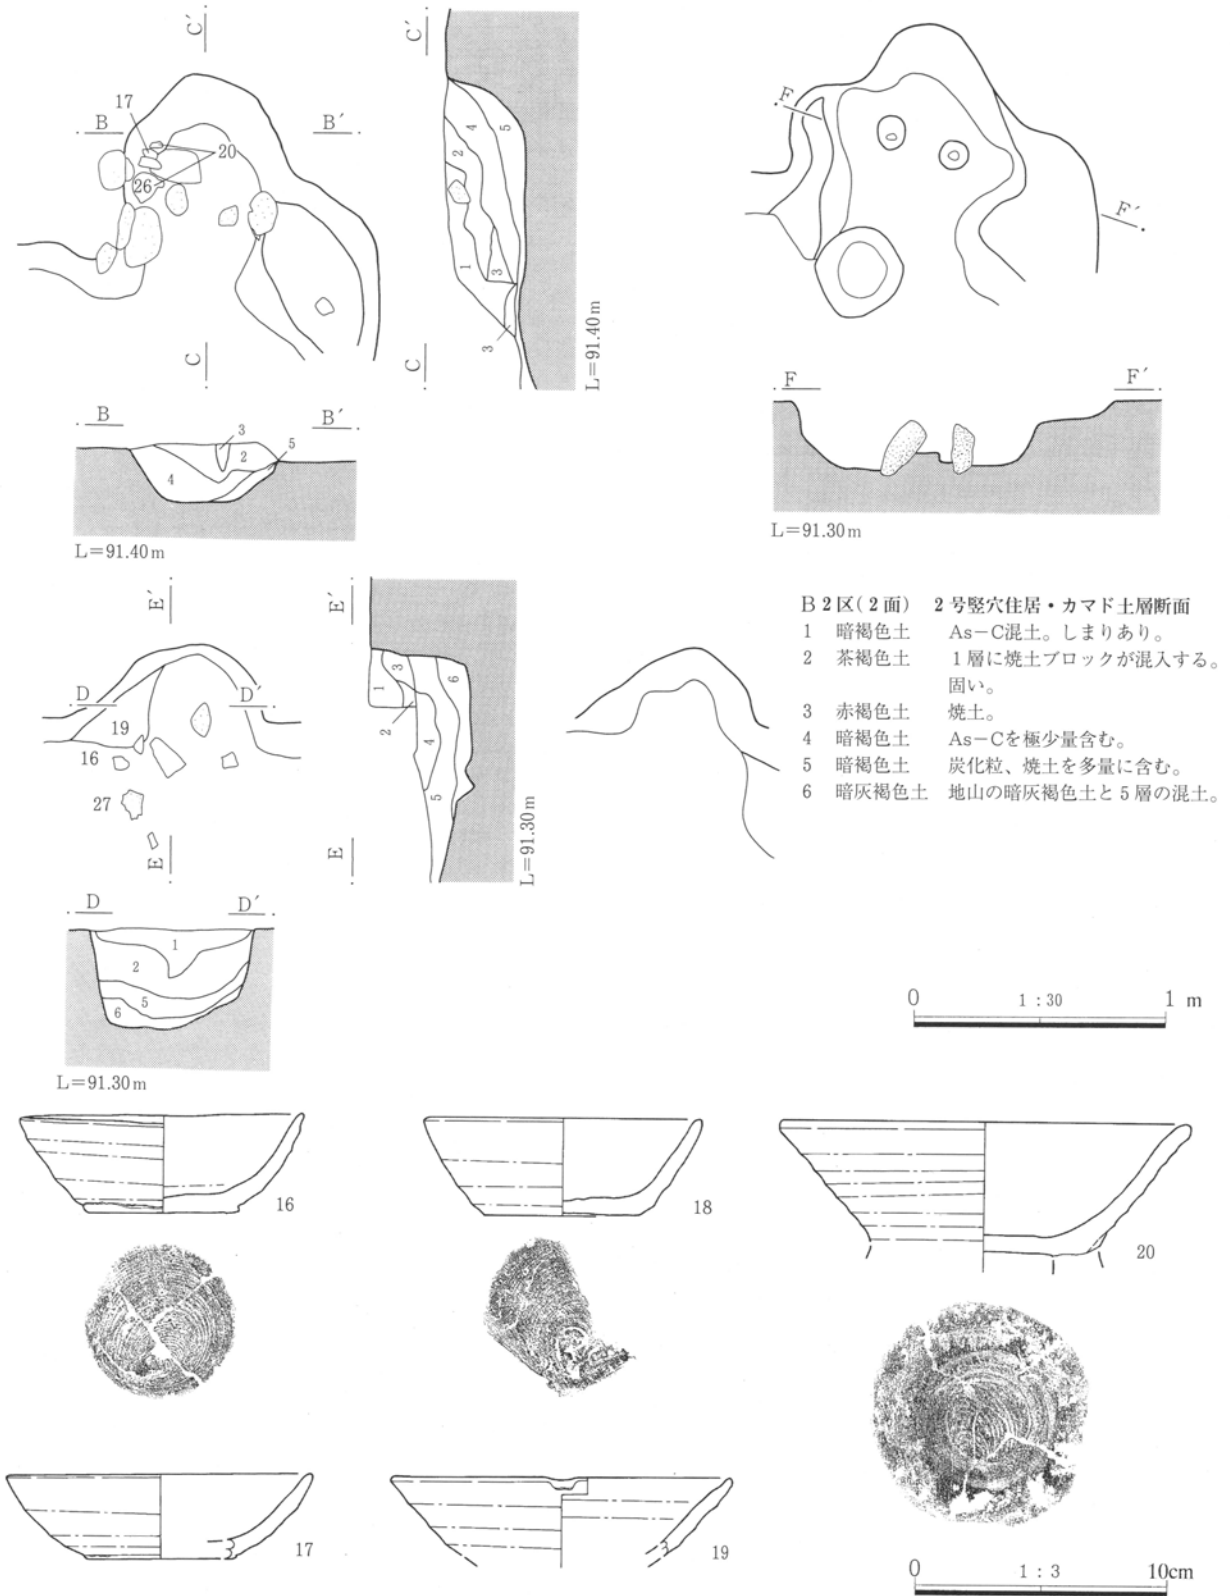 C′
C′
17
B
B′
20
26
4
5
2
1
3
3
C
C
L=91.40m
F
F′
B
B′
3
5
2
4
L=91.40m
F
F′
L=91.30m
E′
E′
D
D′
19
16
27
E
E
3
6
1
2
4
5
L=91.30m
B 2区(2面) 2号竪穴住居・カマド土層断面
1 暗褐色土 As−C混土。しまりあり。
2 茶褐色土 1層に焼土ブロックが混入する。
固い。
3 赤褐色土 焼土。
4 暗褐色土 As−Cを極少量含む。
5 暗褐色土 炭化粒、焼土を多量に含む。
6 暗灰褐色土 地山の暗灰褐色土と5層の混土。
D
D′
1
2
5
6
L=91.30m
0 1:30 1 m
16
18
20
17
19
0 1:3 10cm